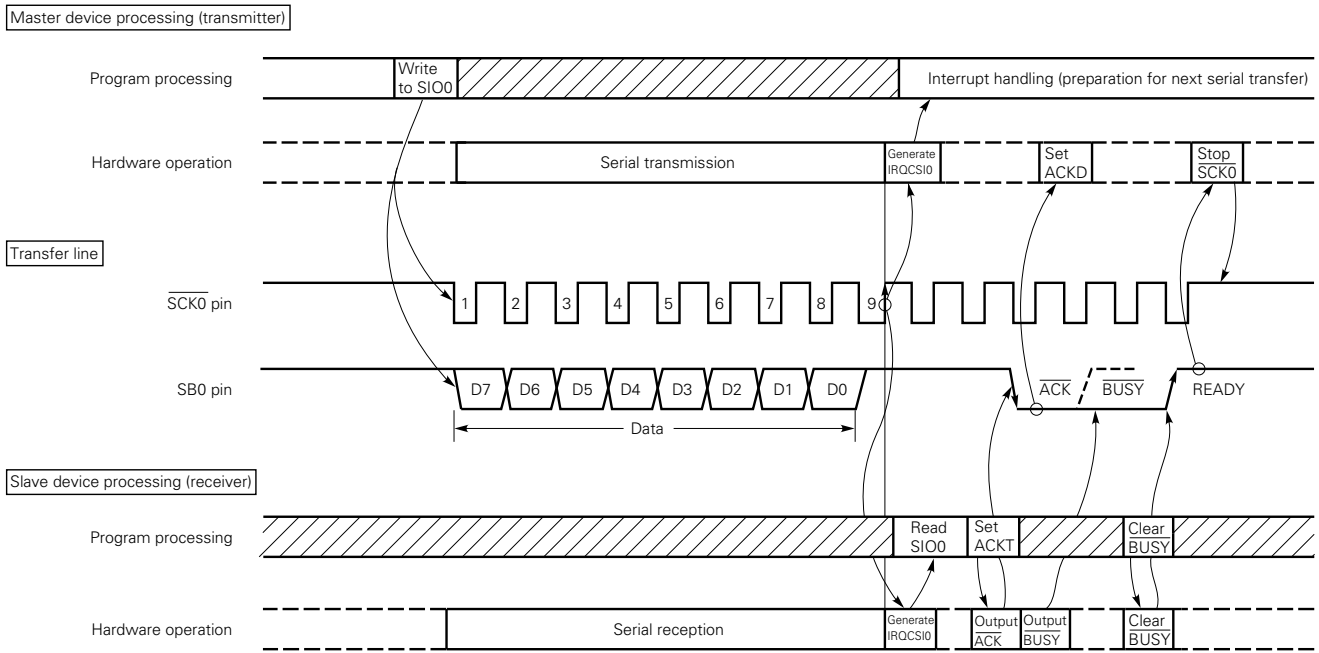 Master device processing (transmitter)
Program processing
Write
to SIO0
Interrupt handling (preparation for next serial transfer)
Hardware operation
Serial transmission
Generate
IRQCSI0
Set
ACKD
Stop
SCK0
Transfer line
SCK0 pin
1 2 3 4 5 6 7 8 9
SB0 pin
D7 D6 D5 D4 D3 D2 D1 D0
ACK
BUSY
READY
Data
Slave device processing (receiver)
Program processing
Read
SIO0
Set
ACKT
Clear
BUSY
Hardware operation
Serial reception
Generate
IRQCSI0
Output
ACK
Output
BUSY
Clear
BUSY